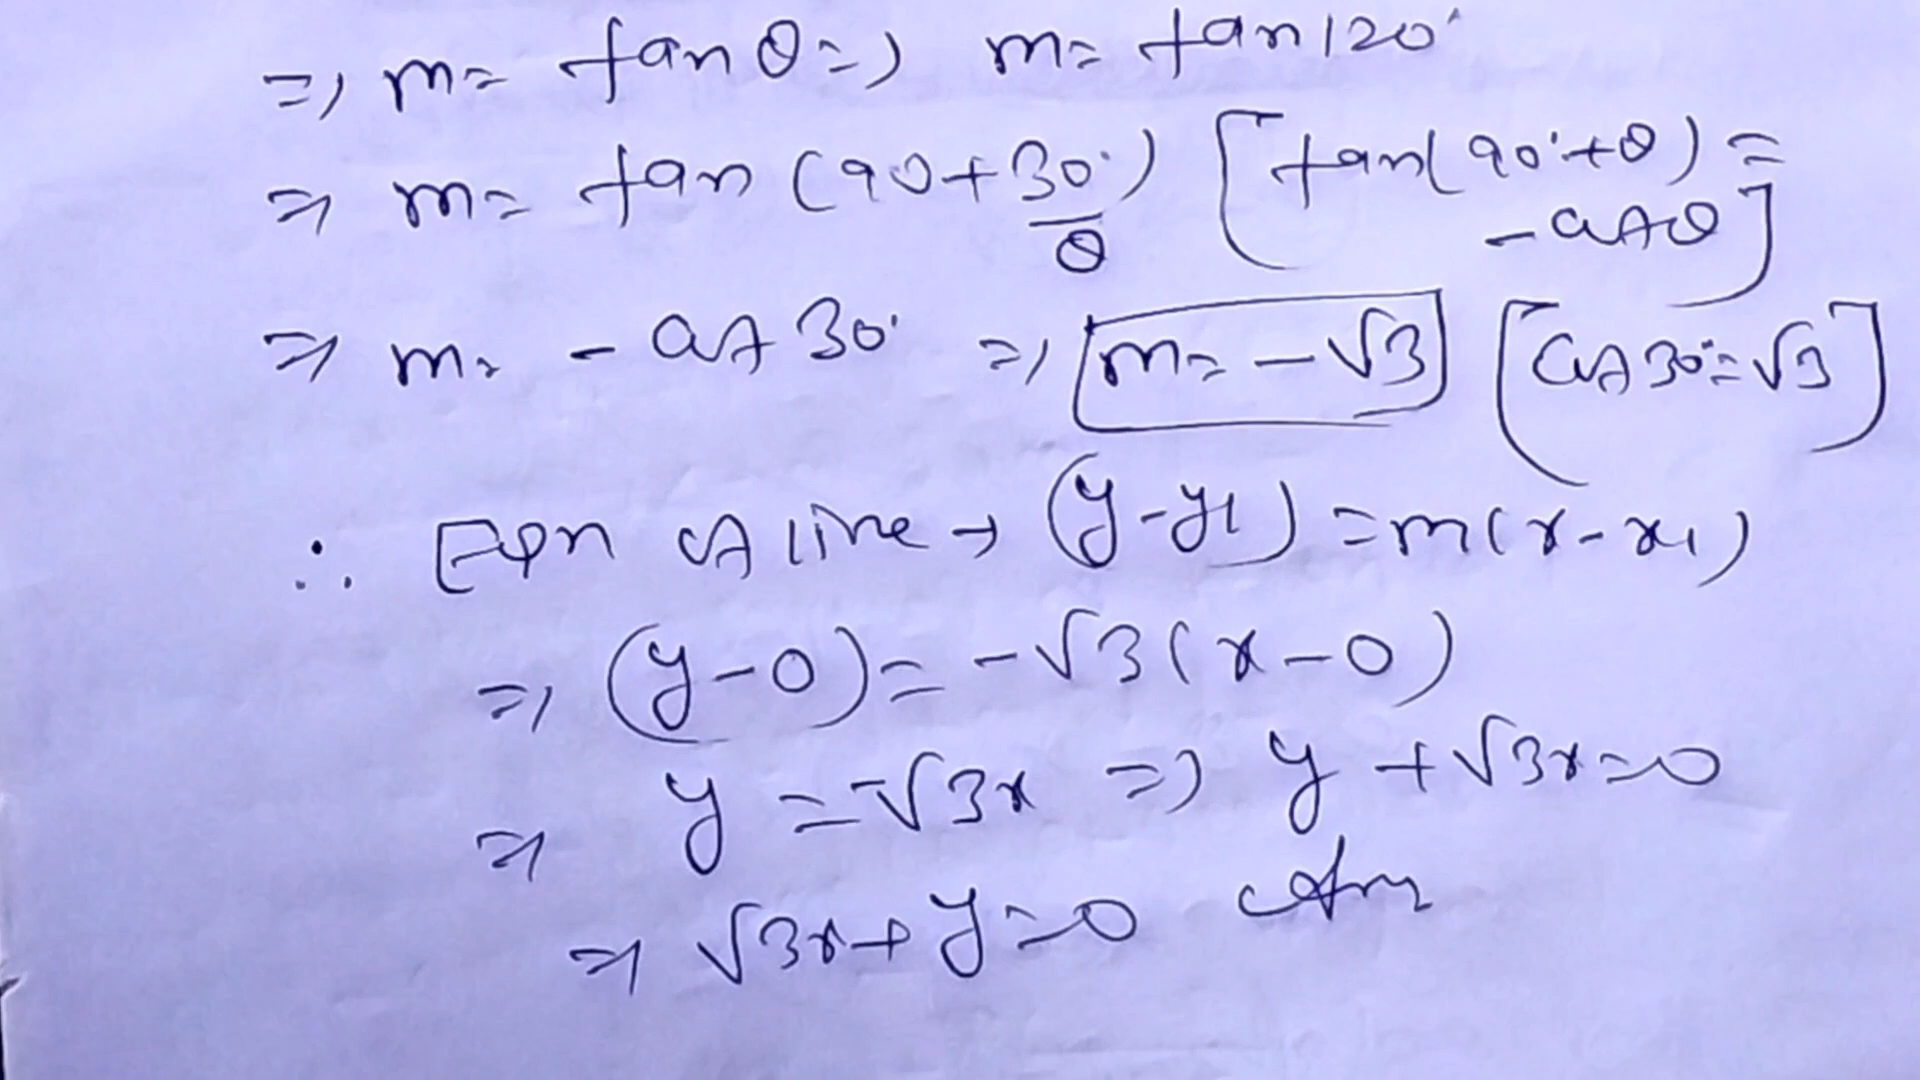 ⇒ m = tan θ ⇒ m = tan 120°
⇒ m = tan (90 + 30°) [tan(90° + θ) =
θ
- cot θ]
⇒ m = - cot 30° ⇒ m = - √3 [cot 30° = √3]
∴ Eqn of line → (y - y1) = m(x - x1)
⇒ (y - 0) = - √3 (x - 0)
⇒ y = -√3x ⇒ y + √3x = 0
⇒ √3x + y = 0 Ans